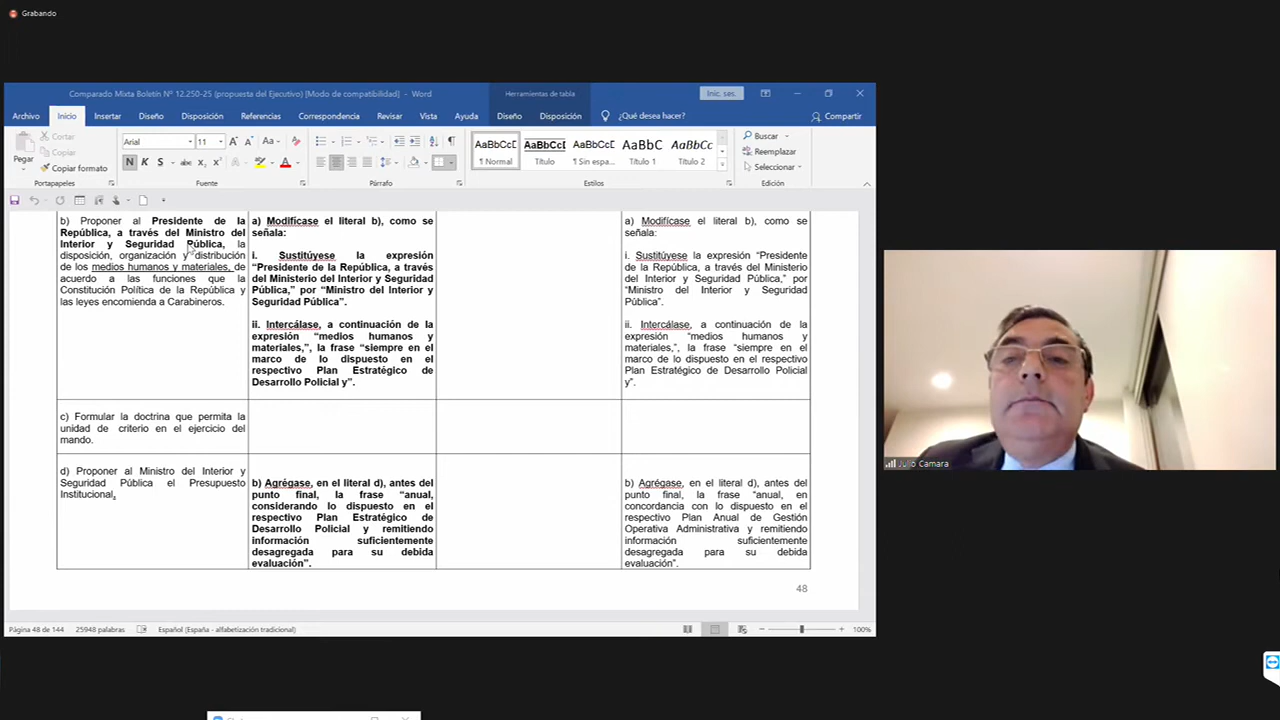 Grabando
Comparado Mixta Boletín Nº 12.250-25 (propuesta del Ejecutivo) [Modo de compatibilidad] - Word
Herramientas de tabla
Inic. ses.
Archivo Inicio Insertar Diseño Disposición Referencias Correspondencia Revisar Vista Ayuda Diseño Disposición ¿Qué desea hacer? Compartir
Pegar
Cortar
Copiar
Copiar formato
Portapapeles
Arial 11
N K S abc x₂ x²
Fuente
Párrafo
AaBbCcD
¶ Normal
AaBbCcD
Título
AaBbCcD
¶ Sin espa...
AaBbC
Título 1
AaBbCc
Título 2
Estilos
Buscar
Reemplazar
Seleccionar
Edición
b) Proponer al Presidente de la
República, a través del Ministro del
Interior y Seguridad Pública, la
disposición, organización y distribución
de los medios humanos y materiales, de
acuerdo a las funciones que la
Constitución Política de la República y
las leyes encomienda a Carabineros.
a) Modifícase el literal b), como se
señala:
i. Sustitúyese la expresión
“Presidente de la República, a través
del Ministerio del Interior y Seguridad
Pública,” por “Ministro del Interior y
Seguridad Pública”.
ii. Intercálase, a continuación de la
expresión “medios humanos y
materiales,”, la frase “siempre en el
marco de lo dispuesto en el
respectivo Plan Estratégico de
Desarrollo Policial y”.
a) Modifícase el literal b), como se
señala:
i. Sustitúyese la expresión “Presidente
de la República, a través del Ministerio
del Interior y Seguridad Pública,” por
“Ministro del Interior y Seguridad
Pública”.
ii. Intercálase, a continuación de la
expresión “medios humanos y
materiales,”, la frase “siempre en el
marco de lo dispuesto en el respectivo
Plan Estratégico de Desarrollo Policial
y”.
c) Formular la doctrina que permita la
unidad de criterio en el ejercicio del
mando.
d) Proponer al Ministro del Interior y
Seguridad Pública el Presupuesto
Institucional.
b) Agrégase, en el literal d), antes del
punto final, la frase “anual,
considerando lo dispuesto en el
respectivo Plan Estratégico de
Desarrollo Policial y remitiendo
información suficientemente
desagregada para su debida
evaluación”.
b) Agrégase, en el literal d), antes del
punto final, la frase “anual, en
concordancia con lo dispuesto en el
respectivo Plan Anual de Gestión
Operativa Administrativa y remitiendo
información suficientemente
desagregada para su debida
evaluación”.
48
Página 48 de 144 25948 palabras Español (España - alfabetización tradicional) 100%
Julio Camara